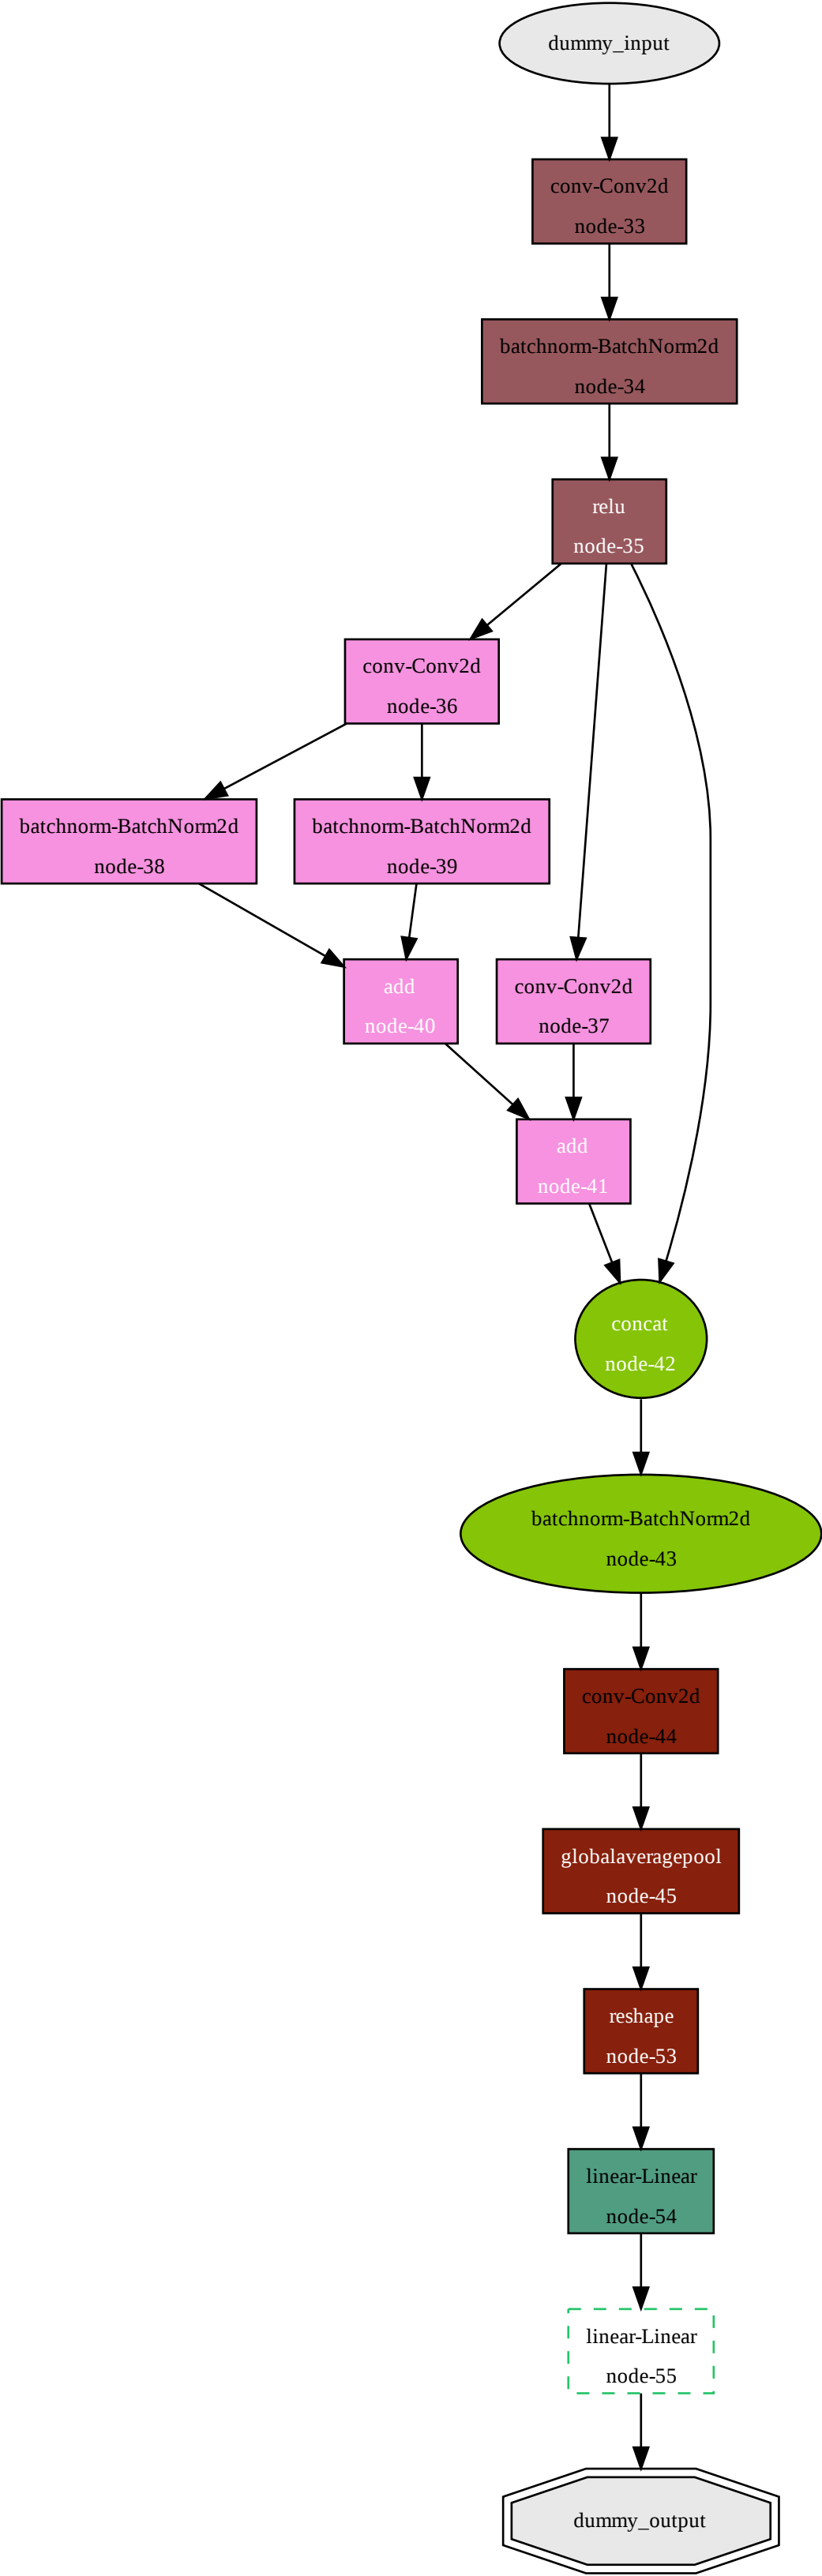 dummy_input
conv-Conv2d
node-33
batchnorm-BatchNorm2d
node-34
relu
node-35
conv-Conv2d
node-36
batchnorm-BatchNorm2d
node-38
batchnorm-BatchNorm2d
node-39
add
node-40
conv-Conv2d
node-37
add
node-41
concat
node-42
batchnorm-BatchNorm2d
node-43
conv-Conv2d
node-44
globalaveragepool
node-45
reshape
node-53
linear-Linear
node-54
linear-Linear
node-55
dummy_output